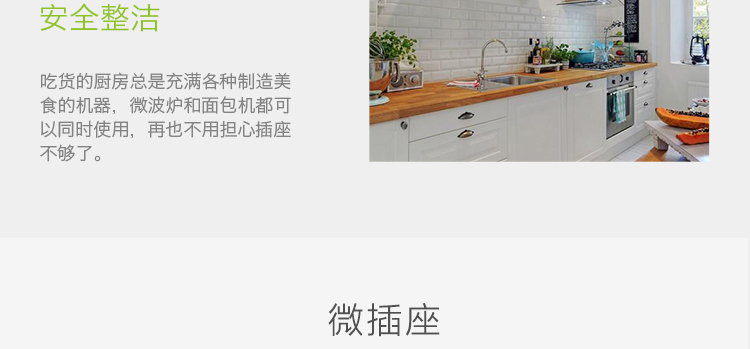 安全整洁
吃货的厨房总是充满各种制造美
食的机器，微波炉和面包机都可
以同时使用，再也不用担心插座
不够了。
微插座